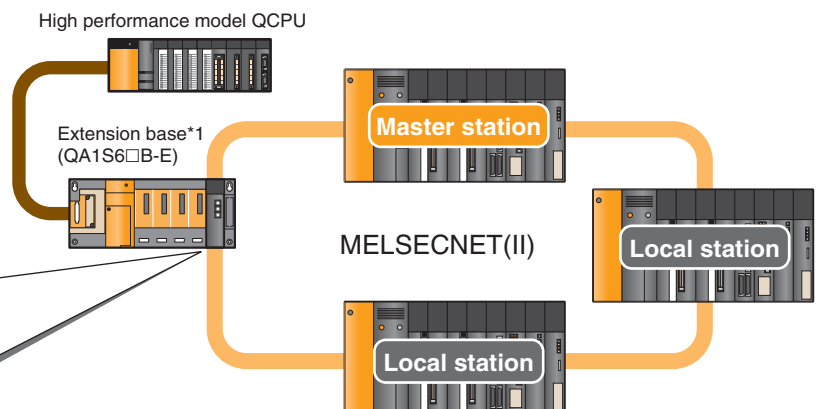 High performance model QCPU
Extension base*1
(QA1S6□B-E)
Master station
MELSECNET(II)
Local station
Local station